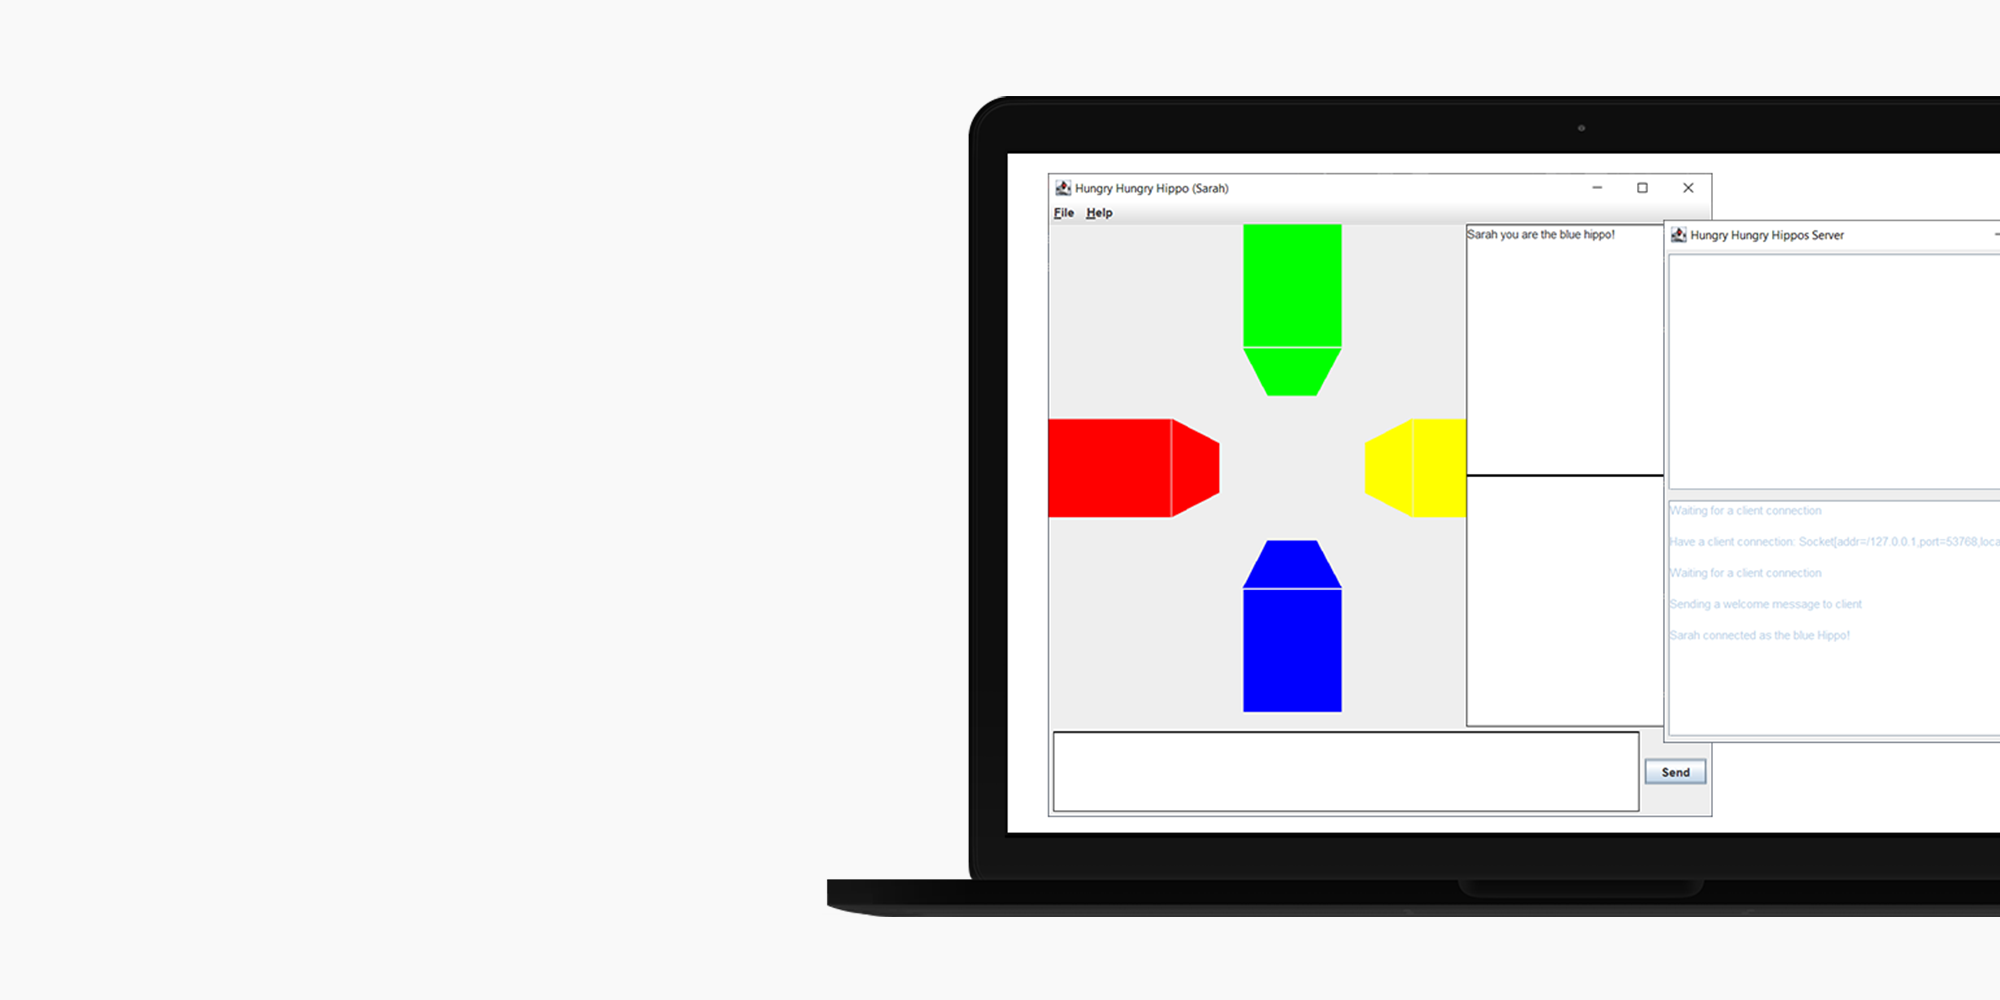 Hungry Hungry Hippo (Sarah)
File Help
Sarah you are the blue hippo!
Send
Hungry Hungry Hippos Server
Waiting for a client connection
Have a client connection: Socket[addr=/127.0.0.1,port=53768,loca
Waiting for a client connection
Sending a welcome message to client
Sarah connected as the blue Hippo!